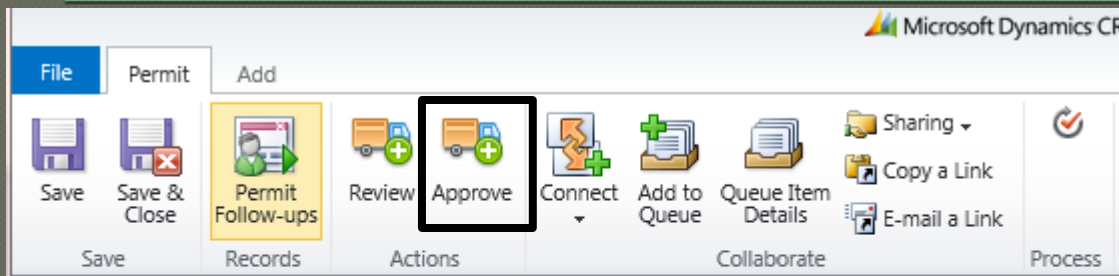 Microsoft Dynamics CR
File Permit Add
Save
Save & Close
Permit Follow-ups
Review
Approve
Connect
Add to Queue
Queue Item Details
Sharing
Copy a Link
E-mail a Link
Save Records Actions Collaborate Process